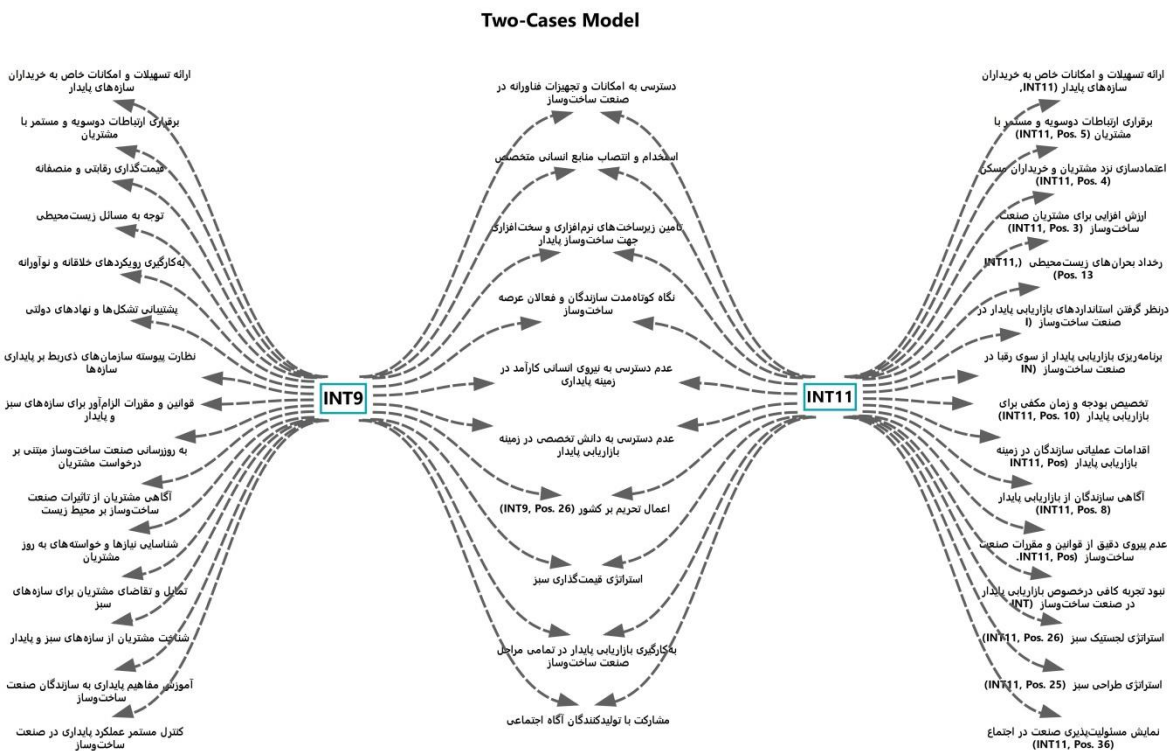 Two-Cases Model
ارائه تسهیلات و امکانات خاص به خریداران
سازه‌های پایدار
برقراری ارتباطات دوسویه و مستمر با
مشتریان
قیمت‌گذاری رقابتی و منصفانه
توجه به مسائل زیست‌محیطی
به‌کارگیری رویکردهای خلاقانه و نوآورانه
پشتیبانی تشکل‌ها و نهادهای دولتی
نظارت پیوسته سازمان‌های ذی‌ربط بر پایداری
سازه‌ها
قوانین و مقررات الزام‌آور برای سازه‌های سبز
و پایدار
به روزرسانی صنعت ساخت‌وساز مبتنی بر
درخواست مشتریان
آگاهی مشتریان از تاثیرات صنعت
ساخت‌وساز بر محیط زیست
شناسایی نیازها و خواسته‌های به روز
مشتریان
تمایل و تقاضای مشتریان برای سازه‌های
سبز
شناخت مشتریان از سازه‌های سبز و پایدار
آموزش مفاهیم پایداری به سازندگان صنعت
ساخت‌وساز
کنترل مستمر عملکرد پایداری در صنعت
ساخت‌وساز
INT9
دسترسی به امکانات و تجهیزات فناورانه در
صنعت ساخت‌وساز
استخدام و انتصاب منابع انسانی متخصص
تامین زیرساخت‌های نرم‌افزاری و سخت‌افزاری
جهت ساخت‌وساز پایدار
نگاه کوتاه‌مدت سازندگان و فعالان عرصه
ساخت‌وساز
عدم دسترسی به نیروی انسانی کارآمد در
زمینه پایداری
عدم دسترسی به دانش تخصصی در زمینه
بازاریابی پایدار
اعمال تحریم بر کشور (INT9, Pos. 26)
استراتژی قیمت‌گذاری سبز
به‌کارگیری بازاریابی پایدار در تمامی مراحل
صنعت ساخت‌وساز
مشارکت با تولیدکنندگان آگاه اجتماعی
INT11
ارائه تسهیلات و امکانات خاص به خریداران
سازه‌های پایدار (INT11,
برقراری ارتباطات دوسویه و مستمر با
مشتریان (INT11, Pos. 5)
اعتمادسازی نزد مشتریان و خریداران مسکن
(INT11, Pos. 4)
ارزش افزایی برای مشتریان صنعت
ساخت‌وساز (INT11, Pos. 3)
رخداد بحران‌های زیست‌محیطی (INT11,
Pos. 13)
درنظر گرفتن استانداردهای بازاریابی پایدار در
صنعت ساخت‌وساز (I
برنامه‌ریزی بازاریابی پایدار از سوی رقبا در
صنعت ساخت‌وساز (IN
تخصیص بودجه و زمان مکفی برای
بازاریابی پایدار (INT11, Pos. 10)
اقدامات عملیاتی سازندگان در زمینه
بازاریابی پایدار (INT11, Pos
آگاهی سازندگان از بازاریابی پایدار
(INT11, Pos. 8)
عدم پیروی دقیق از قوانین و مقررات صنعت
ساخت‌وساز (INT11, Pos.
نبود تجربه کافی درخصوص بازاریابی پایدار
در صنعت ساخت‌وساز (INT
استراتژی لجستیک سبز (INT11, Pos. 26)
استراتژی طراحی سبز (INT11, Pos. 25)
نمایش مسئولیت‌پذیری صنعت در اجتماع
(INT11, Pos. 36)